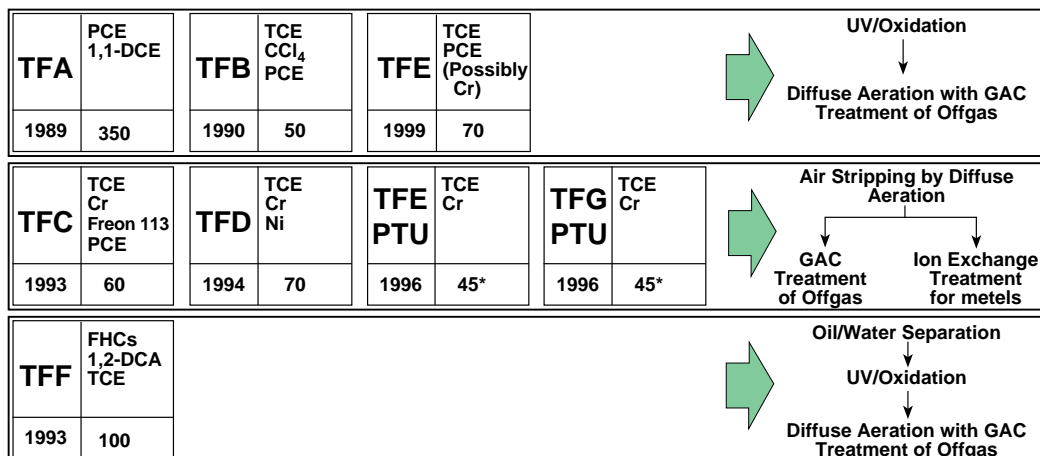 TFA
PCE
1,1-DCE
1989
350
TFB
TCE
CCl₄
PCE
1990
50
TFE
TCE
PCE
(Possibly
Cr)
1999
70
UV/Oxidation
Diffuse Aeration with GAC
Treatment of Offgas
TFC
TCE
Cr
Freon 113
PCE
1993
60
TFD
TCE
Cr
Ni
1994
70
TFE
PTU
TCE
Cr
1996
45*
TFG
PTU
TCE
Cr
1996
45*
Air Stripping by Diffuse
Aeration
GAC
Treatment
of Offgas
Ion Exchange
Treatment
for metels
TFF
FHCs
1,2-DCA
TCE
1993
100
Oil/Water Separation
UV/Oxidation
Diffuse Aeration with GAC
Treatment of Offgas